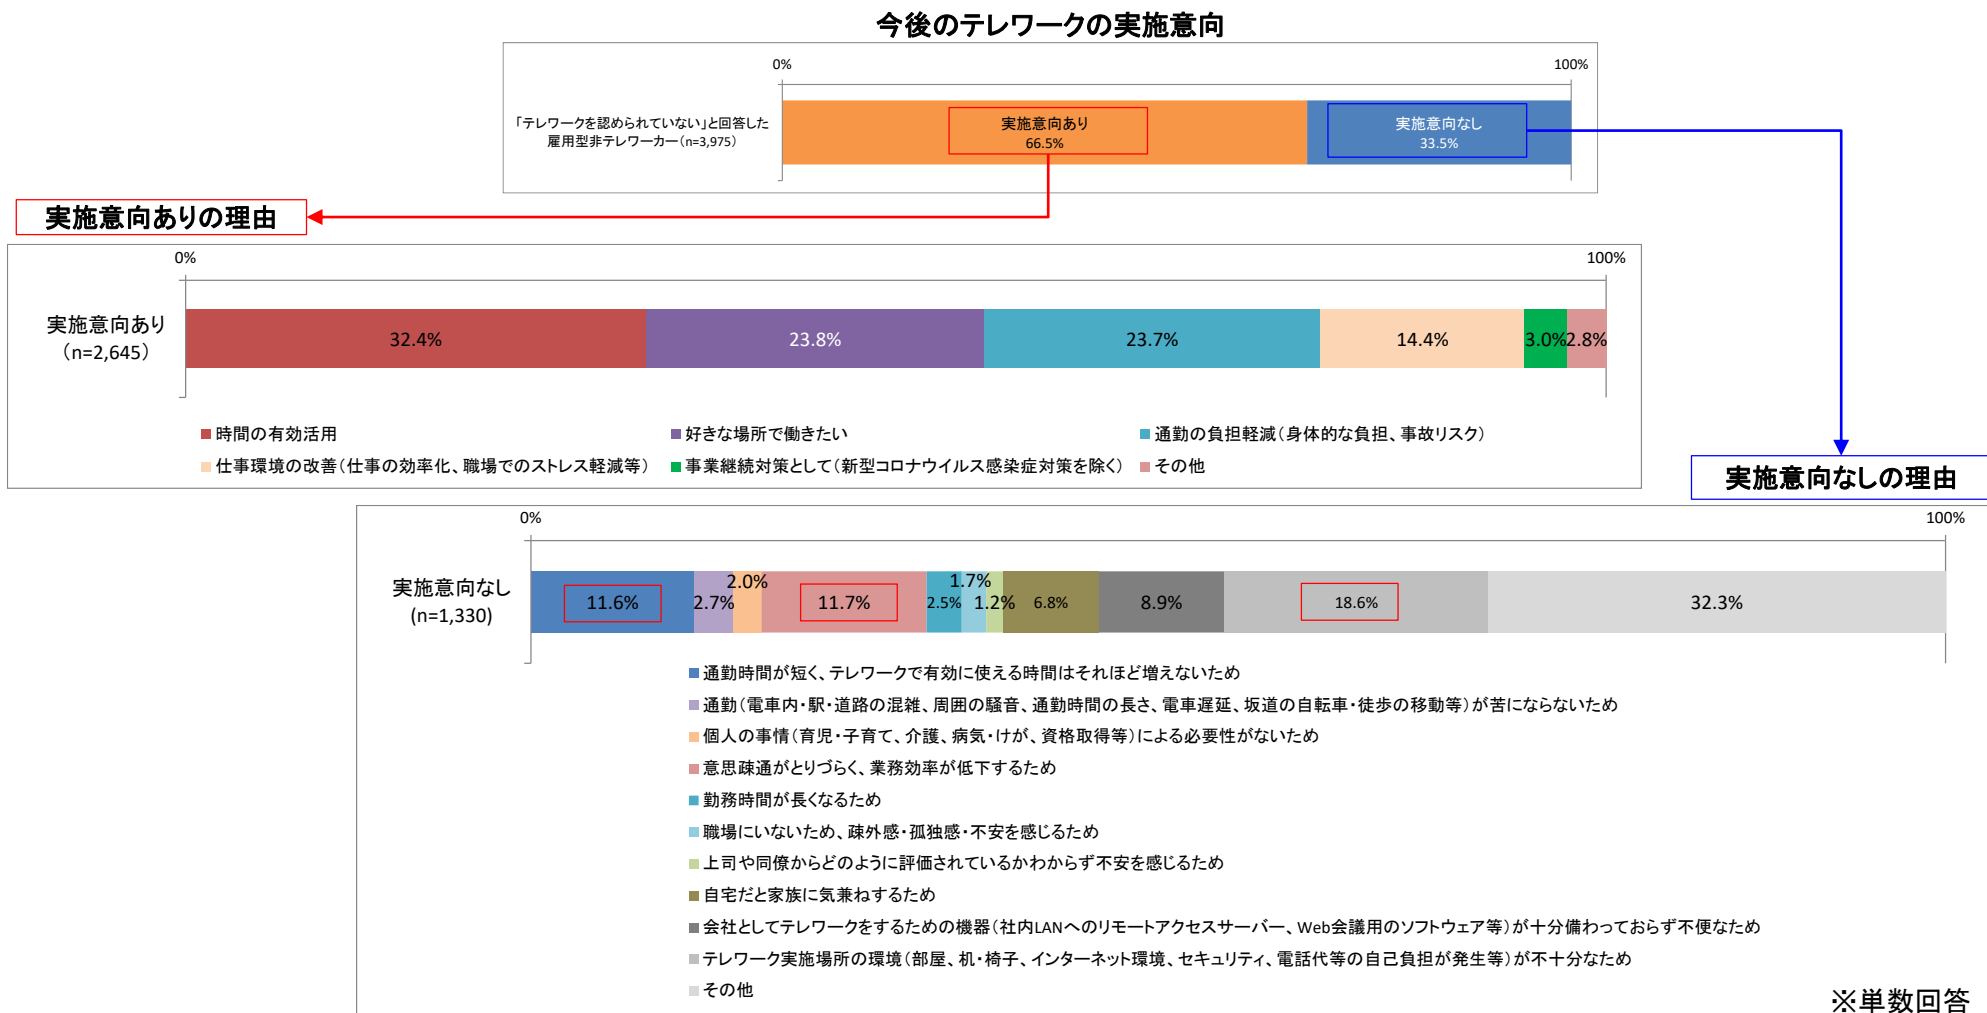 今後のテレワークの実施意向
0%
100%
「テレワークを認められていない」と回答した
雇用型非テレワーカー(n=3,975)
実施意向あり
66.5%
実施意向なし
33.5%
実施意向ありの理由
0%
100%
実施意向あり
(n=2,645)
32.4%
23.8%
23.7%
14.4%
3.0%
2.8%
時間の有効活用
好きな場所で働きたい
通勤の負担軽減(身体的な負担、事故リスク)
仕事環境の改善(仕事の効率化、職場でのストレス軽減等)
事業継続対策として(新型コロナウイルス感染症対策を除く)
その他
実施意向なしの理由
0%
100%
実施意向なし
(n=1,330)
11.6%
2.7%
2.0%
11.7%
2.5%
1.7%
1.2%
6.8%
8.9%
18.6%
32.3%
通勤時間が短く、テレワークで有効に使える時間はそれほど増えないため
通勤(電車内・駅・道路の混雑、周囲の騒音、通勤時間の長さ、電車遅延、坂道の自転車・徒歩の移動等)が苦にならないため
個人の事情(育児・子育て、介護、病気・けが、資格取得等)による必要性がないため
意思疎通がとりづらく、業務効率が低下するため
勤務時間が長くなるため
職場にいないため、疎外感・孤独感・不安を感じるため
上司や同僚からどのように評価されているかわからず不安を感じるため
自宅だと家族に気兼ねするため
会社としてテレワークをするための機器(社内LANへのリモートアクセスサーバー、Web会議用のソフトウェア等)が十分備わっておらず不便なため
テレワーク実施場所の環境(部屋、机・椅子、インターネット環境、セキュリティ、電話代等の自己負担が発生等)が不十分なため
その他
※単数回答